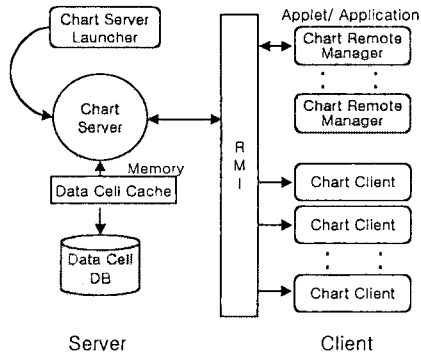 Chart Server
Launcher
Chart
Server
Memory
Data Cell Cache
Data Cell
DB
Server
R
M
I
Applet/ Application
Chart Remote
Manager
Chart Remote
Manager
Chart Client
Chart Client
Chart Client
Client